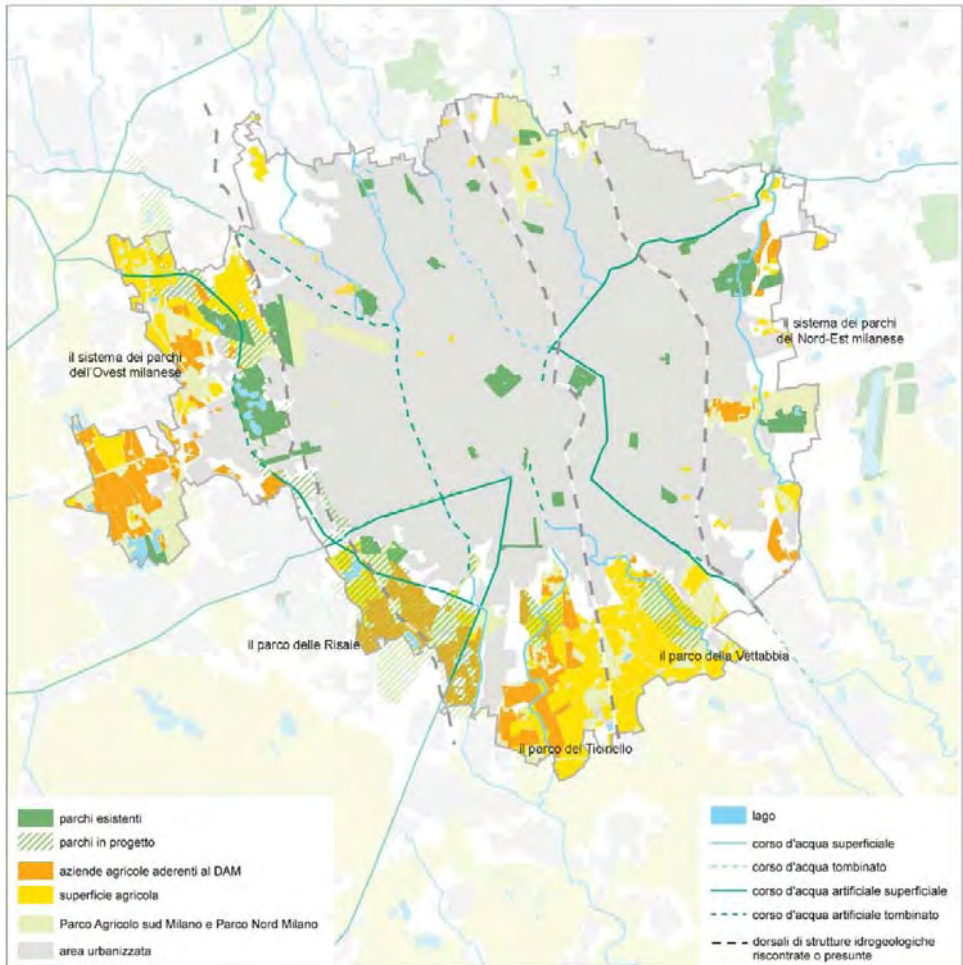 il sistema dei parchi
del Nord-Est milanese
il sistema dei parchi
dell'Ovest milanese
il parco delle Risaie
il parco della Vettabbia
il parco del Ticinello
parchi esistenti
parchi in progetto
aziende agricole aderenti al DAM
superficie agricola
Parco Agricolo sud Milano e Parco Nord Milano
area urbanizzata
lago
corso d'acqua superficiale
corso d'acqua tombinato
corso d'acqua artificiale superficiale
corso d'acqua artificiale tombinato
dorsali di strutture idrogeologiche
riscontrate o presunte